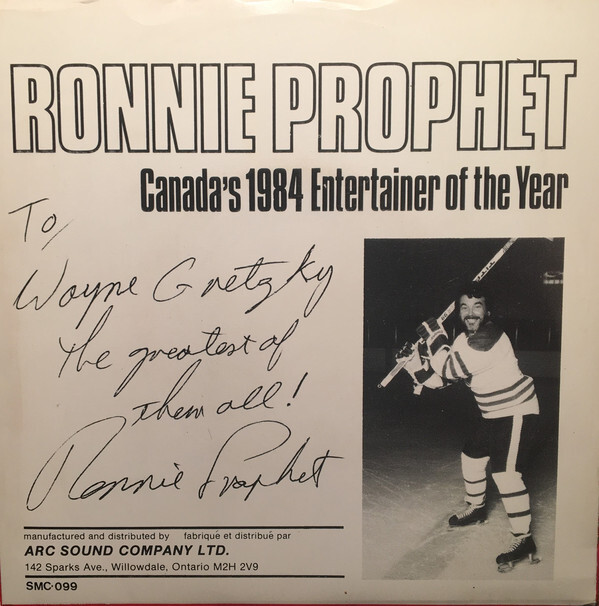 RONNIE PROPHET
Canada's 1984 Entertainer of the Year
To,
Wayne Gretzky
the greatest of
them all!
Ronnie Prophet
manufactured and distributed by fabriqué et distribué par
ARC SOUND COMPANY LTD.
142 Sparks Ave., Willowdale, Ontario M2H 2V9
SMC-099